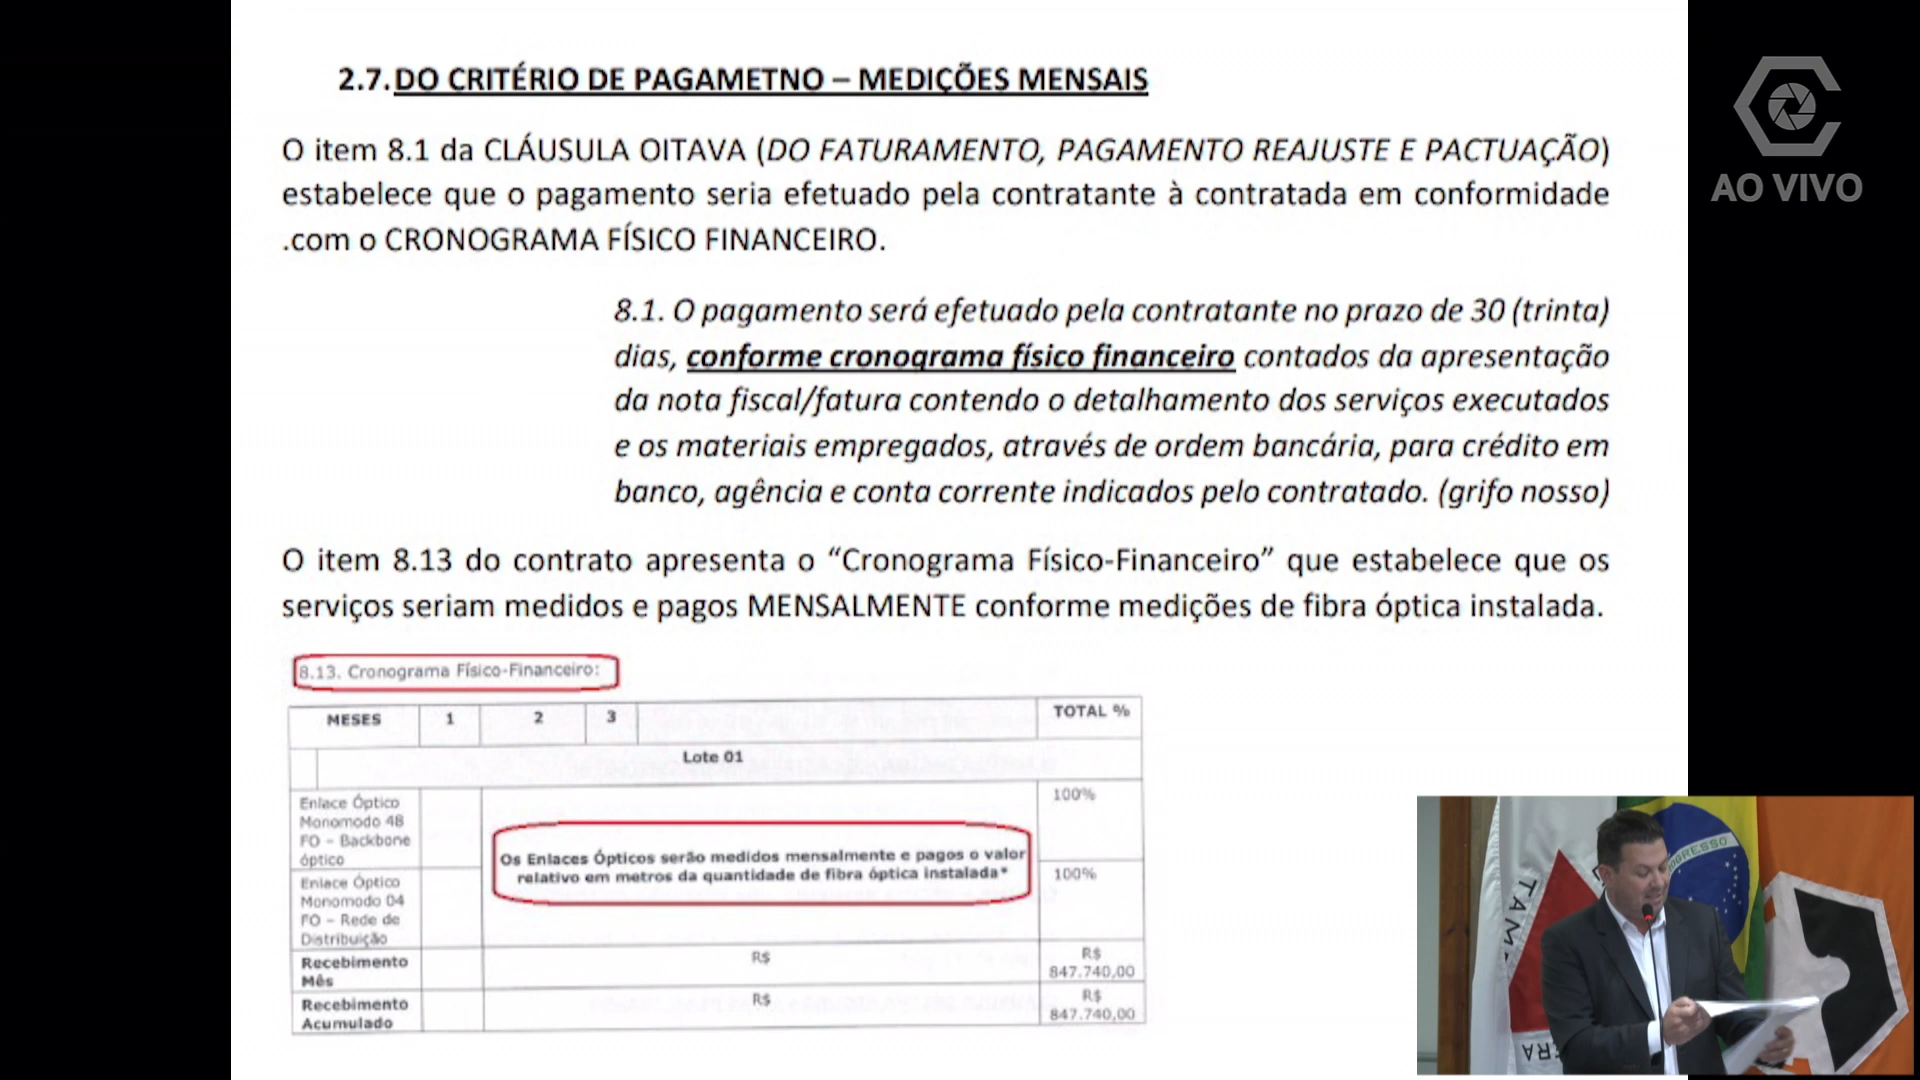 2.7. DO CRITÉRIO DE PAGAMETNO – MEDIÇÕES MENSAIS
O item 8.1 da CLÁUSULA OITAVA (DO FATURAMENTO, PAGAMENTO REAJUSTE E PACTUAÇÃO)
estabelece que o pagamento seria efetuado pela contratante à contratada em conformidade
.com o CRONOGRAMA FÍSICO FINANCEIRO.
8.1. O pagamento será efetuado pela contratante no prazo de 30 (trinta)
dias, conforme cronograma físico financeiro contados da apresentação
da nota fiscal/fatura contendo o detalhamento dos serviços executados
e os materiais empregados, através de ordem bancária, para crédito em
banco, agência e conta corrente indicados pelo contratado. (grifo nosso)
O item 8.13 do contrato apresenta o “Cronograma Físico-Financeiro” que estabelece que os
serviços seriam medidos e pagos MENSALMENTE conforme medições de fibra óptica instalada.
8.13. Cronograma Físico-Financeiro:
MESES 1 2 3 TOTAL %
Lote 01
Enlace Óptico
Monomodo 48
FO – Backbone
óptico
100%
Os Enlaces Ópticos serão medidos mensalmente e pagos o valor
relativo em metros da quantidade de fibra óptica instalada*
Enlace Óptico
Monomodo 04
FO – Rede de
Distribuição
100%
Recebimento
Mês
R$
R$
847.740,00
Recebimento
Acumulado
R$
R$
847.740,00
AO VIVO
ROGRESSO
TAM
ERA